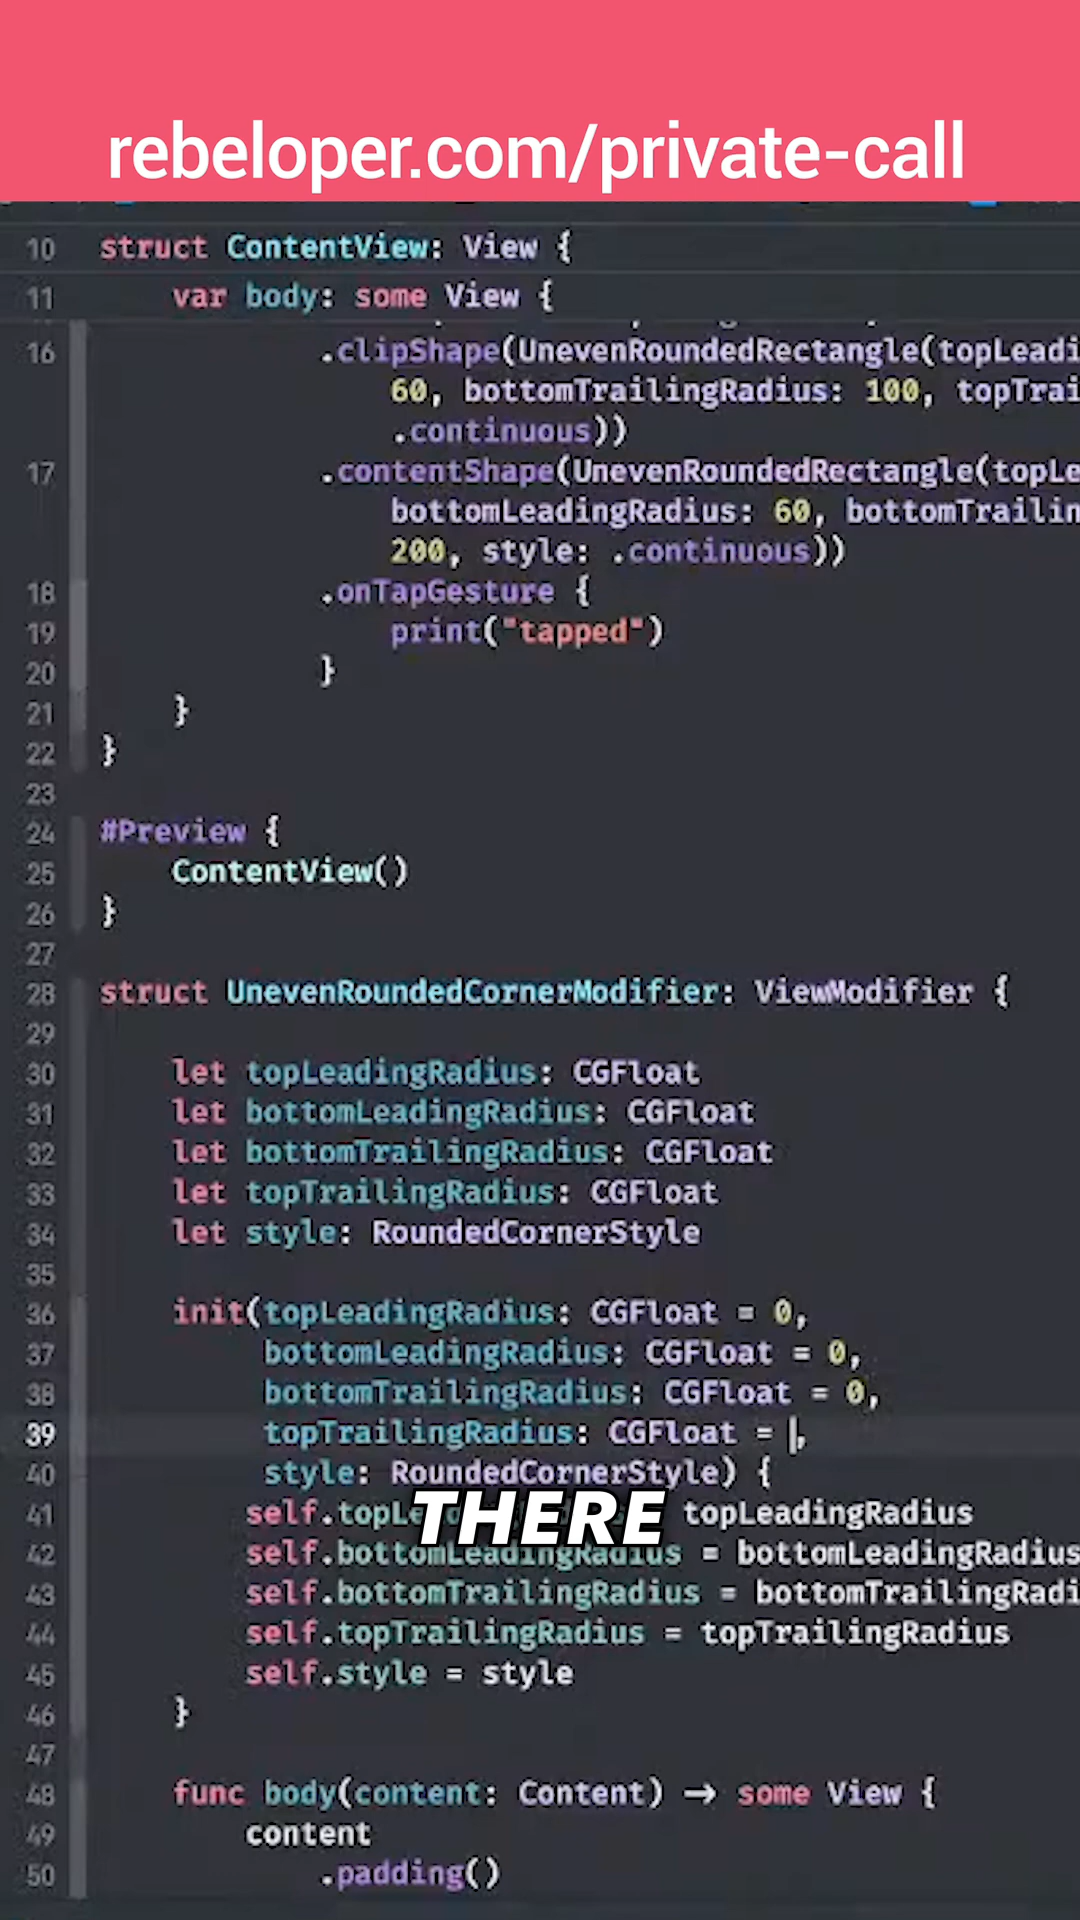 rebeloper.com/private-call
10 struct ContentView: View {
11 var body: some View {
16 .clipShape(UnevenRoundedRectangle(topLeadi
60, bottomTrailingRadius: 100, topTrai
.continuous))
17 .contentShape(UnevenRoundedRectangle(topLe
bottomLeadingRadius: 60, bottomTrailin
200, style: .continuous))
18 .onTapGesture {
19 print("tapped")
20 }
21 }
22 }
23
24 #Preview {
25 ContentView()
26 }
27
28 struct UnevenRoundedCornerModifier: ViewModifier {
29
30 let topLeadingRadius: CGFloat
31 let bottomLeadingRadius: CGFloat
32 let bottomTrailingRadius: CGFloat
33 let topTrailingRadius: CGFloat
34 let style: RoundedCornerStyle
35
36 init(topLeadingRadius: CGFloat = 0,
37 bottomLeadingRadius: CGFloat = 0,
38 bottomTrailingRadius: CGFloat = 0,
39 topTrailingRadius: CGFloat = ,
40 style: RoundedCornerStyle) {
THERE
41 self.topLe topLeadingRadius
42 self.bottomLeadingRadius = bottomLeadingRadius
43 self.bottomTrailingRadius = bottomTrailingRadi
44 self.topTrailingRadius = topTrailingRadius
45 self.style = style
46 }
47
48 func body(content: Content) → some View {
49 content
50 .padding()